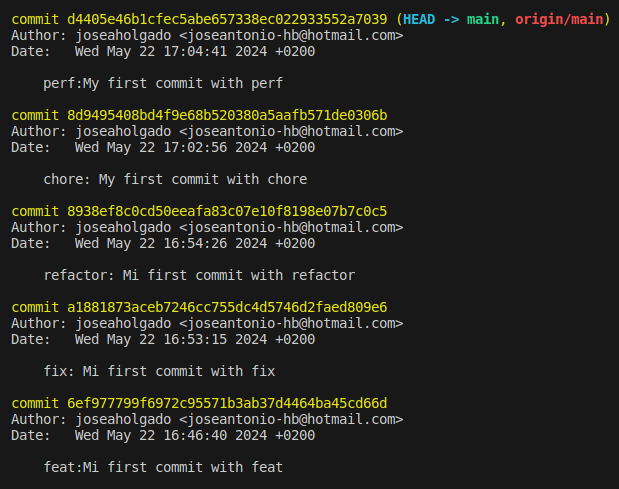 commit d4405e46b1cfec5abe657338ec022933552a7039 (HEAD -> main, origin/main)
Author: joseaholgado <joseantonio-hb@hotmail.com>
Date:   Wed May 22 17:04:41 2024 +0200
perf:My first commit with perf
commit 8d9495408bd4f9e68b520380a5aafb571de0306b
Author: joseaholgado <joseantonio-hb@hotmail.com>
Date:   Wed May 22 17:02:56 2024 +0200
chore: My first commit with chore
commit 8938ef8c0cd50eeafa83c07e10f8198e07b7c0c5
Author: joseaholgado <joseantonio-hb@hotmail.com>
Date:   Wed May 22 16:54:26 2024 +0200
refactor: Mi first commit with refactor
commit a1881873aceb7246cc755dc4d5746d2faed809e6
Author: joseaholgado <joseantonio-hb@hotmail.com>
Date:   Wed May 22 16:53:15 2024 +0200
fix: Mi first commit with fix
commit 6ef977799f6972c95571b3ab37d4464ba45cd66d
Author: joseaholgado <joseantonio-hb@hotmail.com>
Date:   Wed May 22 16:46:40 2024 +0200
feat:Mi first commit with feat